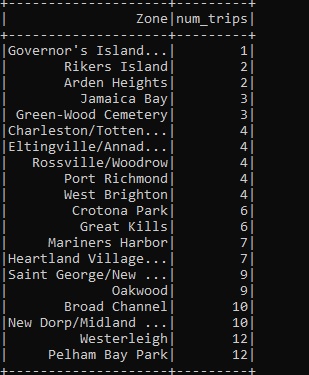 +--------------------+---------+
|                Zone|num_trips|
+--------------------+---------+
|Governor's Island...|        1|
|       Rikers Island|        2|
|       Arden Heights|        2|
|         Jamaica Bay|        3|
| Green-Wood Cemetery|        3|
|Charleston/Totten...|        4|
|Eltingville/Annad...|        4|
|   Rossville/Woodrow|        4|
|       Port Richmond|        4|
|       West Brighton|        4|
|        Crotona Park|        6|
|         Great Kills|        6|
|     Mariners Harbor|        7|
|Heartland Village...|        7|
|Saint George/New ...|        9|
|             Oakwood|        9|
|       Broad Channel|       10|
|New Dorp/Midland ...|       10|
|         Westerleigh|       12|
|     Pelham Bay Park|       12|
+--------------------+---------+